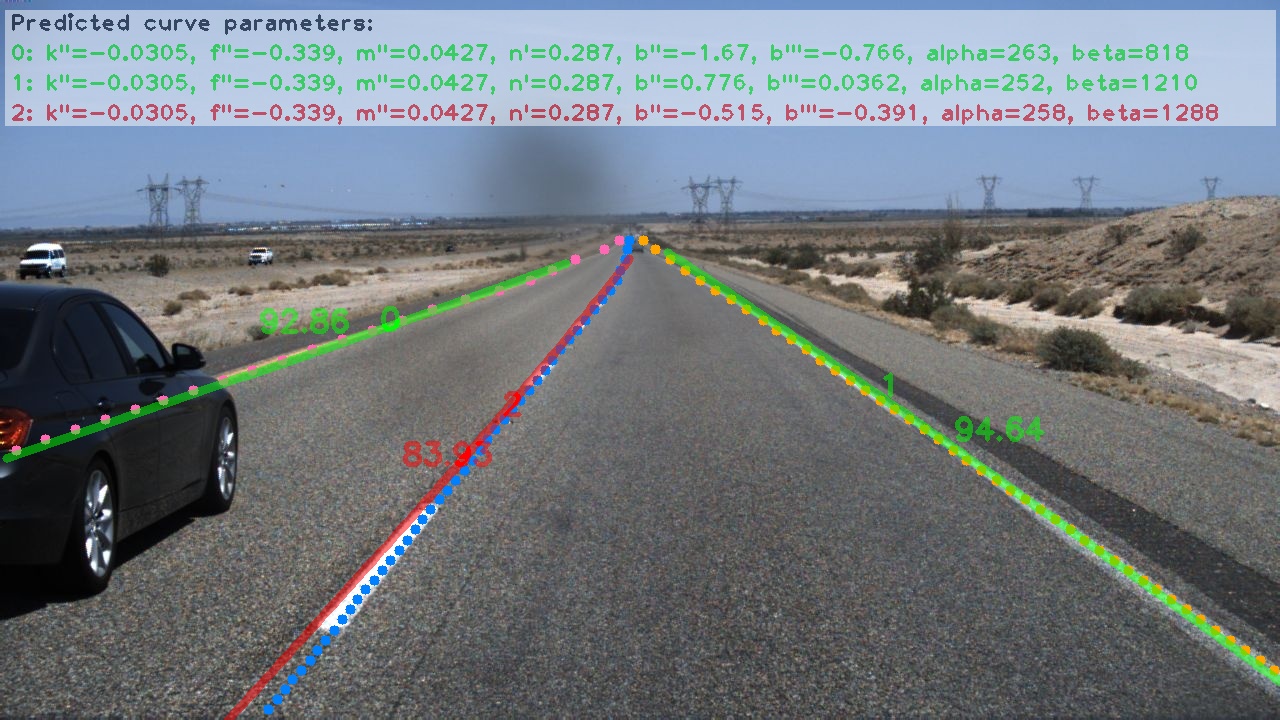 Predicted curve parameters:
0: k''=-0.0305, f''=-0.339, m''=0.0427, n'=0.287, b''=-1.67, b'''=-0.766, alpha=263, beta=818
1: k''=-0.0305, f''=-0.339, m''=0.0427, n'=0.287, b''=0.776, b'''=0.0362, alpha=252, beta=1210
2: k''=-0.0305, f''=-0.339, m''=0.0427, n'=0.287, b''=-0.515, b'''=-0.391, alpha=258, beta=1288
92.86 0
1
2
94.64
83.93